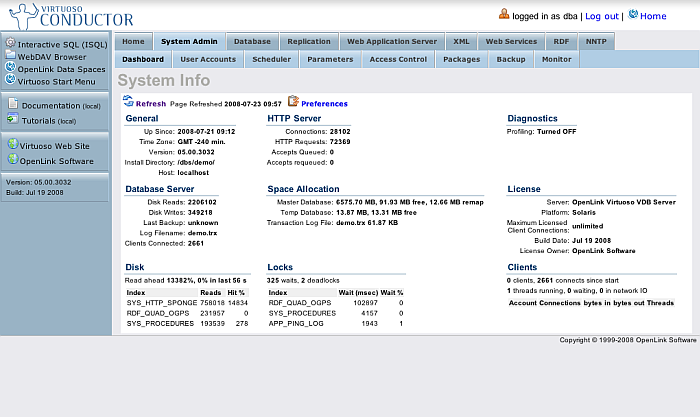 VIRTUOSO
CONDUCTOR
logged in as dba | Log out | Home
Interactive SQL (ISQL)
WebDAV Browser
OpenLink Data Spaces
Virtuoso Start Menu
Documentation (local)
Tutorials (local)
Virtuoso Web Site
OpenLink Software
Version: 05.00.3032
Build: Jul 19 2008
Home System Admin Database Replication Web Application Server XML Web Services RDF NNTP
Dashboard User Accounts Scheduler Parameters Access Control Packages Backup Monitor
System Info
Refresh Page Refreshed 2008-07-23 09:57 Preferences
General
Up Since: 2008-07-21 09:12
Time Zone: GMT -240 min.
Version: 05.00.3032
Install Directory: /dbs/demo/
Host: localhost
HTTP Server
Connections: 28102
HTTP Requests: 72369
Accepts Queued: 0
Accepts requeued: 0
Diagnostics
Profiling: Turned OFF
Database Server
Disk Reads: 2206102
Disk Writes: 349218
Last Backup: unknown
Log Filename: demo.trx
Clients Connected: 2661
Space Allocation
Master Database: 6575.70 MB, 91.93 MB free, 12.66 MB remap
Temp Database: 13.87 MB, 13.31 MB free
Transaction Log File: demo.trx 61.87 KB
License
Server: OpenLink Virtuoso VDB Server
Platform: Solaris
Maximum Licensed
Client Connections: unlimited
Build Date: Jul 19 2008
License Owner: OpenLink Software
Disk
Read ahead 13382%, 0% in last 56 s
Index Reads Hit %
SYS_HTTP_SPONGE 758018 14834
RDF_QUAD_OGPS 231957 0
SYS_PROCEDURES 193539 278
Locks
325 waits, 2 deadlocks
Index Wait (msec) Wait %
RDF_QUAD_OGPS 102897 0
SYS_PROCEDURES 4157 0
APP_PING_LOG 1943 1
Clients
0 clients, 2661 connects since start
1 threads running, 0 waiting, 0 in network IO
Account Connections bytes in bytes out Threads
Copyright © 1999-2008 OpenLink Software